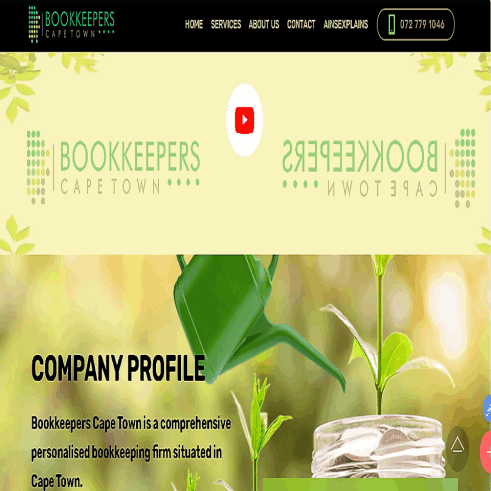 BOOKKEEPERS
CAPE TOWN
HOME SERVICES ABOUT US CONTACT AINSEXPLAINS
072 779 1046
BOOKKEEPERS
CAPE TOWN
BOOKKEEPERS
CAPE TOWN
COMPANY PROFILE
Bookkeepers Cape Town is a comprehensive
personalised bookkeeping firm situated in
Cape Town.